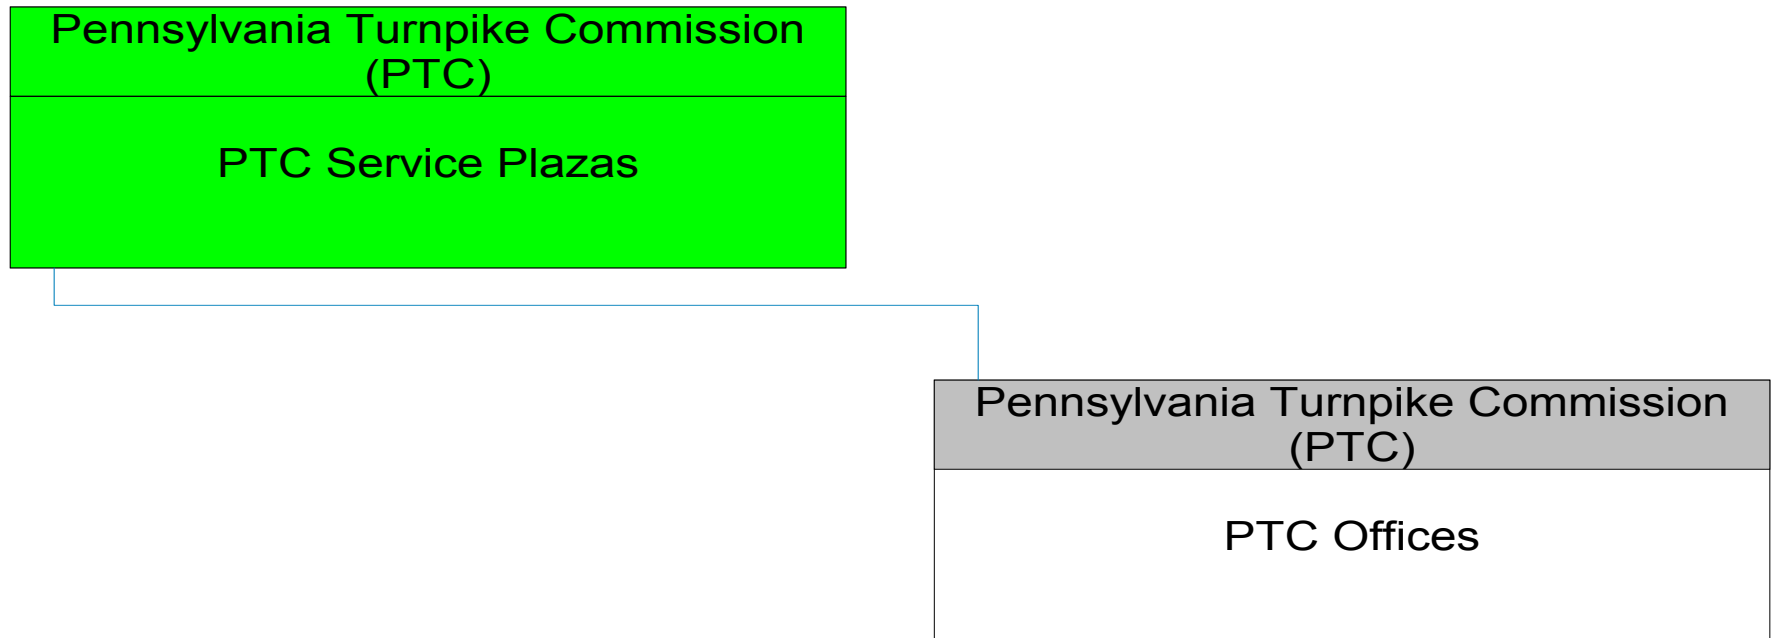 Pennsylvania Turnpike Commission
(PTC)
PTC Service Plazas
Pennsylvania Turnpike Commission
(PTC)
PTC Offices